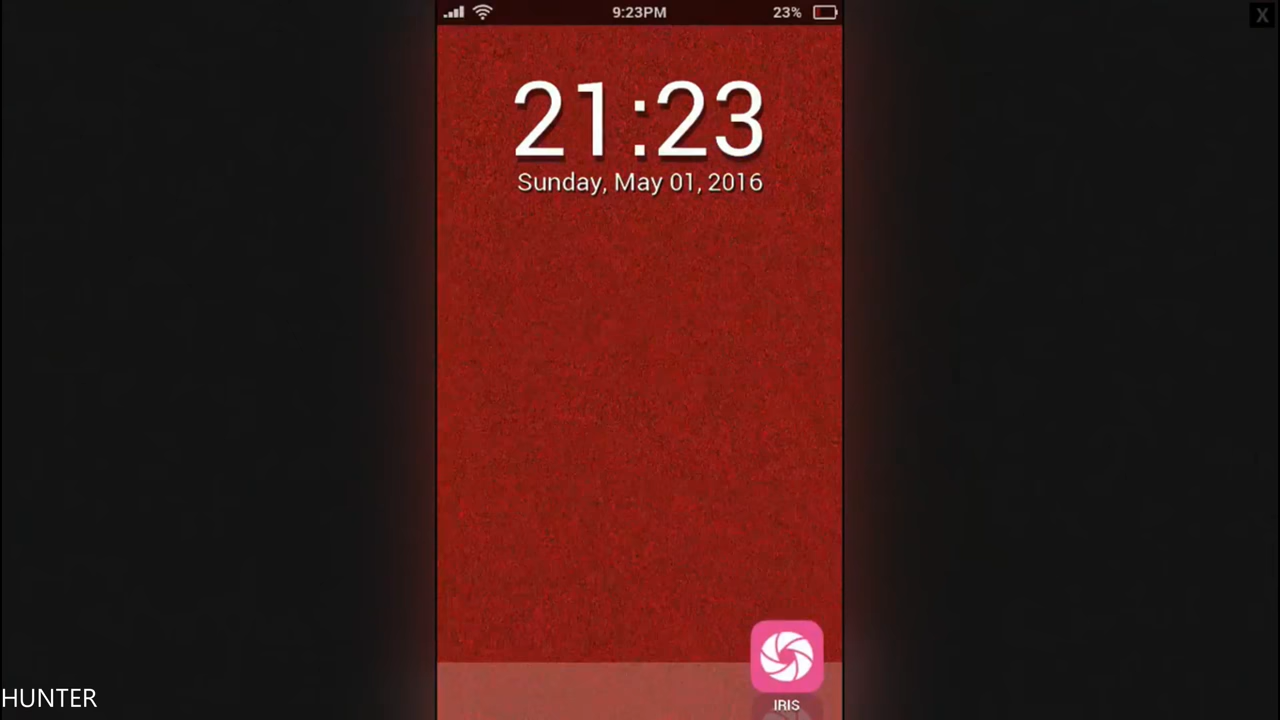 9:23PM
23%
X
21:23
Sunday, May 01, 2016
IRIS
HUNTER